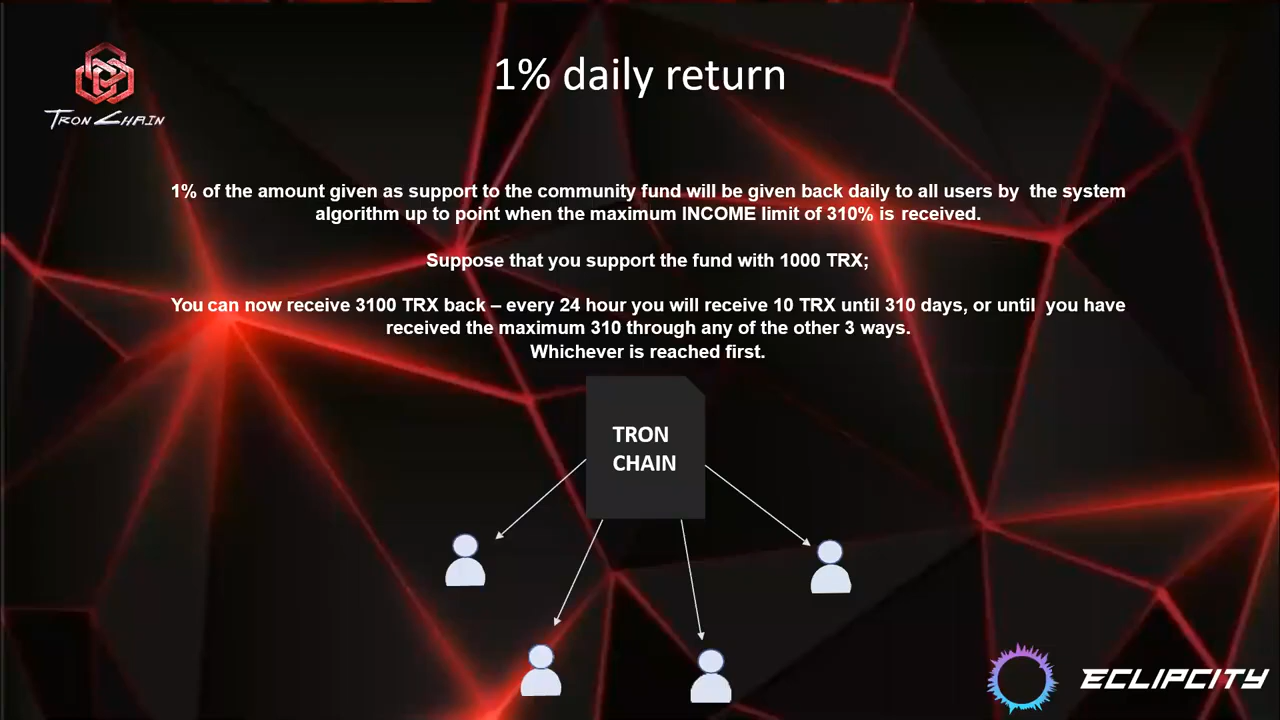 TRON CHAIN
1% daily return
1% of the amount given as support to the community fund will be given back daily to all users by the system
algorithm up to point when the maximum INCOME limit of 310% is received.
Suppose that you support the fund with 1000 TRX;
You can now receive 3100 TRX back – every 24 hour you will receive 10 TRX until 310 days, or until you have
received the maximum 310 through any of the other 3 ways.
Whichever is reached first.
TRON
CHAIN
ECLIPCITY